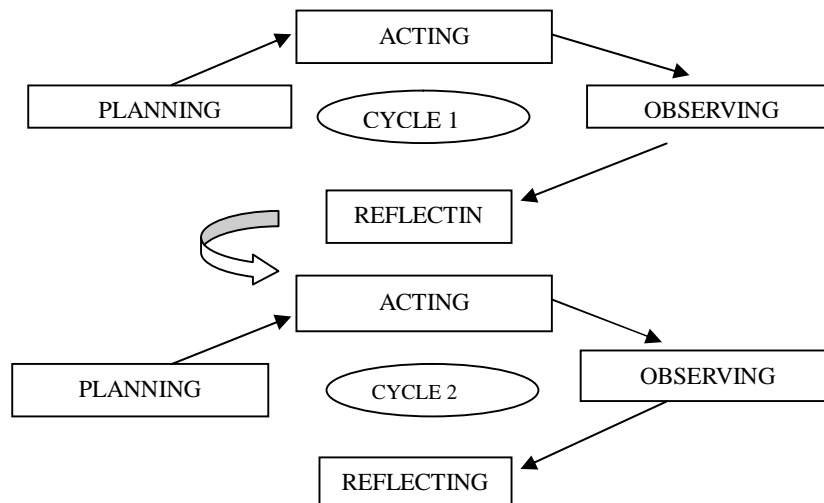 ACTING
PLANNING
CYCLE 1
OBSERVING
REFLECTIN
ACTING
PLANNING
CYCLE 2
OBSERVING
REFLECTING